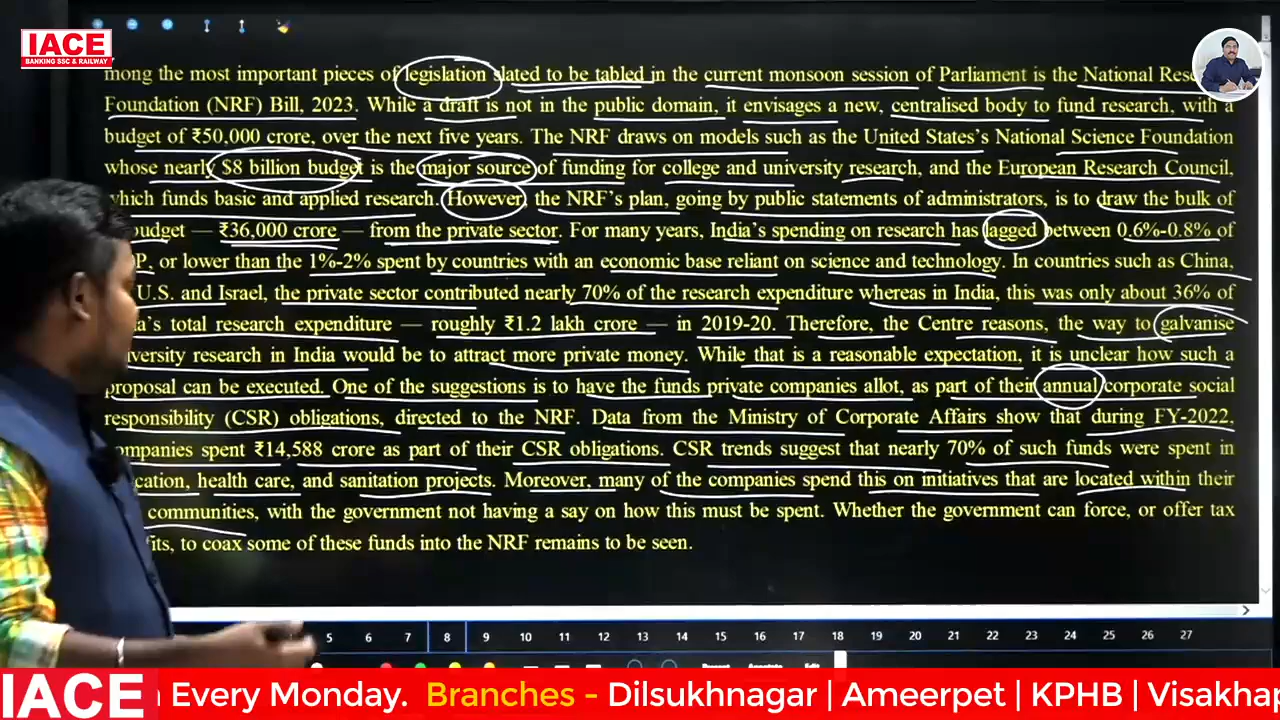 IACE
BANKING SSC & RAILWAY
mong the most important pieces of legislation slated to be tabled in the current monsoon session of Parliament is the National Rese
Foundation (NRF) Bill, 2023. While a draft is not in the public domain, it envisages a new, centralised body to fund research, with a
budget of ₹50,000 crore, over the next five years. The NRF draws on models such as the United States's National Science Foundation
whose nearly $8 billion budget is the major source of funding for college and university research, and the European Research Council,
which funds basic and applied research. However, the NRF's plan, going by public statements of administrators, is to draw the bulk of
udget — ₹36,000 crore — from the private sector. For many years, India's spending on research has lagged between 0.6%-0.8% of
P, or lower than the 1%-2% spent by countries with an economic base reliant on science and technology. In countries such as China,
U.S. and Israel, the private sector contributed nearly 70% of the research expenditure whereas in India, this was only about 36% of
a's total research expenditure — roughly ₹1.2 lakh crore — in 2019-20. Therefore, the Centre reasons, the way to galvanise
versity research in India would be to attract more private money. While that is a reasonable expectation, it is unclear how such a
proposal can be executed. One of the suggestions is to have the funds private companies allot, as part of their annual corporate social
responsibility (CSR) obligations, directed to the NRF. Data from the Ministry of Corporate Affairs show that during FY-2022,
ompanies spent ₹14,588 crore as part of their CSR obligations. CSR trends suggest that nearly 70% of such funds were spent in
cation, health care, and sanitation projects. Moreover, many of the companies spend this on initiatives that are located within their
communities, with the government not having a say on how this must be spent. Whether the government can force, or offer tax
fits, to coax some of these funds into the NRF remains to be seen.
5 6 7 8 9 10 11 12 13 14 15 16 17 18 19 20 21 22 23 24 25 26 27
IACE Every Monday. Branches - Dilsukhnagar | Ameerpet | KPHB | Visakhap